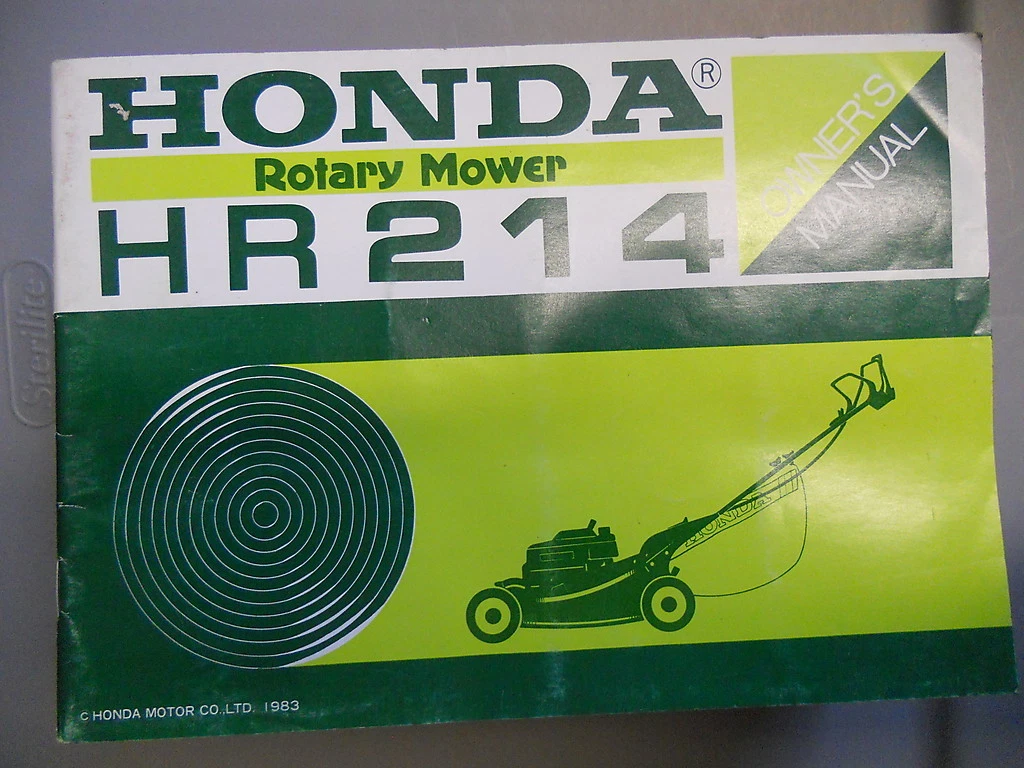 HONDA®
Rotary Mower
HR214
OWNER'S
MANUAL
HONDA H
© HONDA MOTOR CO.,LTD. 1983
Sterilite